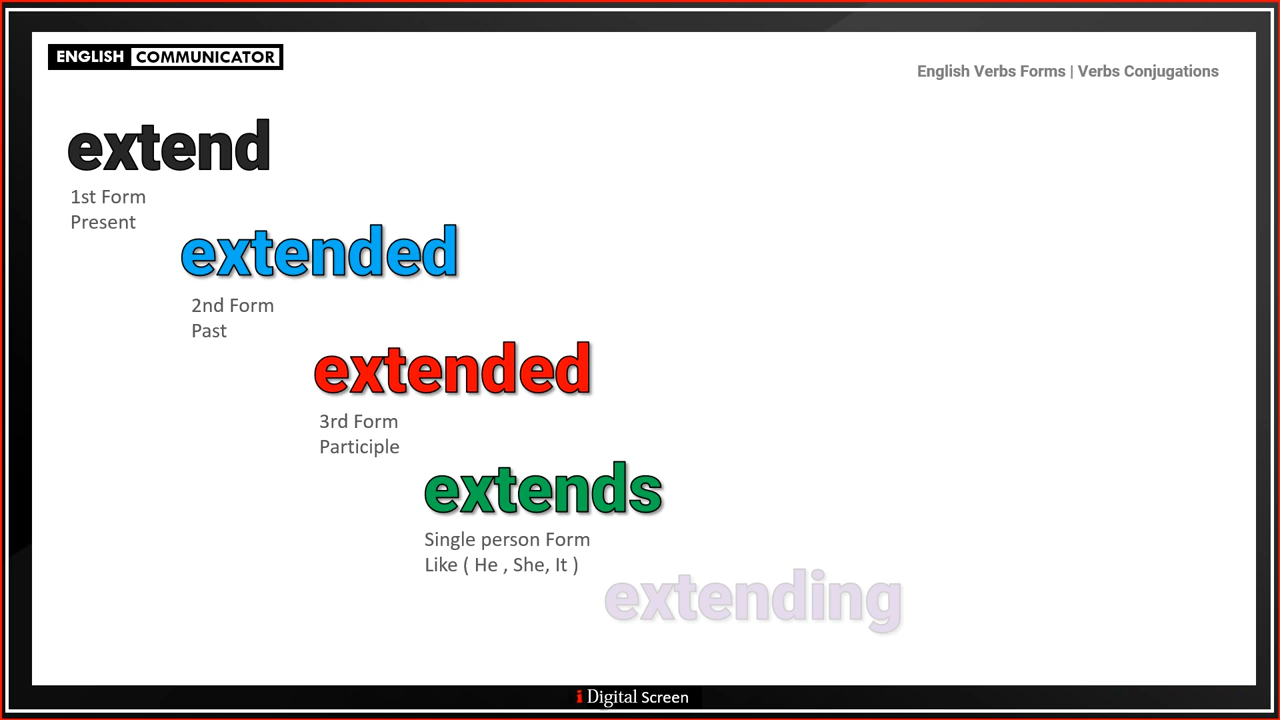 ENGLISH COMMUNICATOR
English Verbs Forms | Verbs Conjugations
extend
1st Form
Present
extended
2nd Form
Past
extended
3rd Form
Participle
extends
Single person Form
Like ( He , She, It )
extending
i Digital Screen